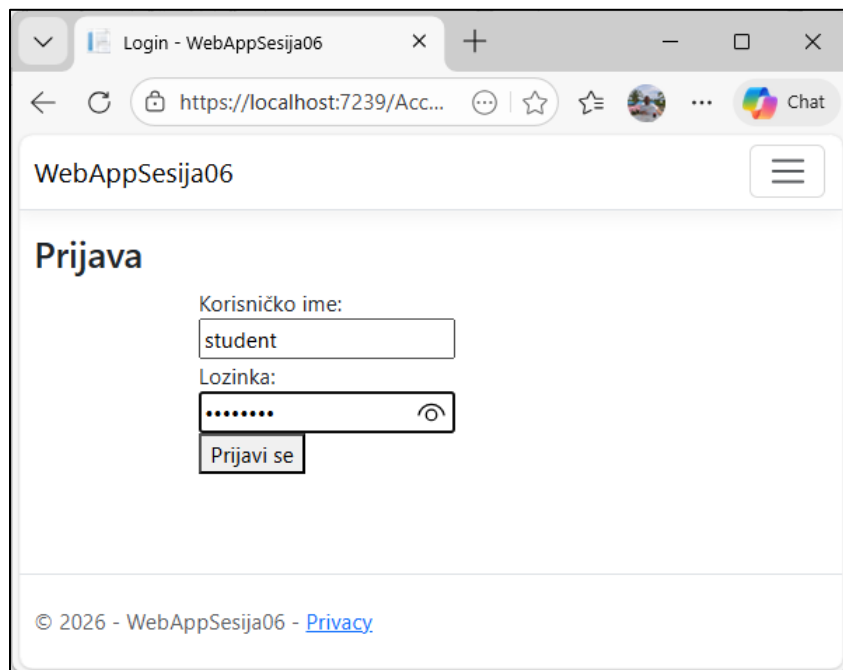 Login - WebAppSesija06
https://localhost:7239/Acc...
Chat
WebAppSesija06
Prijava
Korisničko ime:
student
Lozinka:
••••••••
Prijavi se
© 2026 - WebAppSesija06 - Privacy